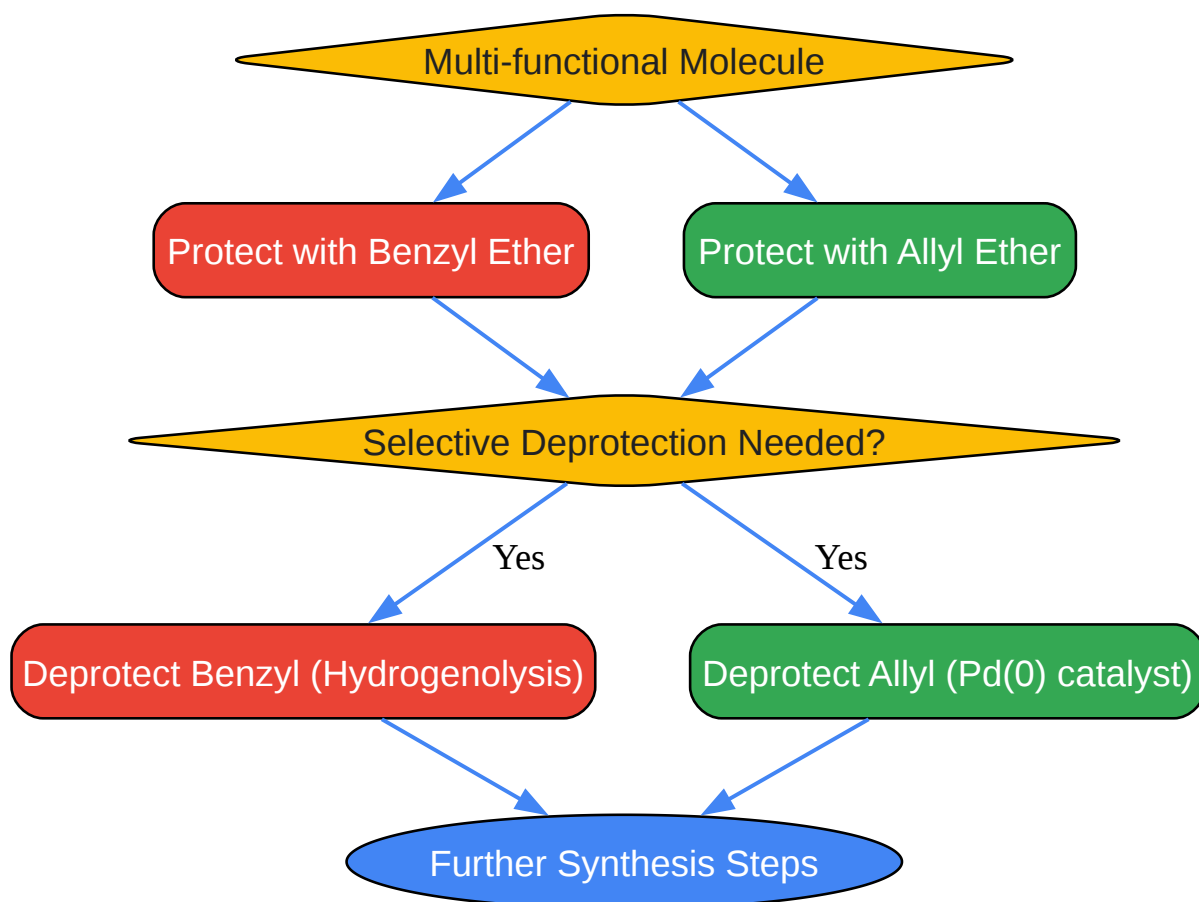 Multi-functional Molecule
Protect with Benzyl Ether
Protect with Allyl Ether
Selective Deprotection Needed?
Yes
Yes
Deprotect Benzyl (Hydrogenolysis)
Deprotect Allyl (Pd(0) catalyst)
Further Synthesis Steps